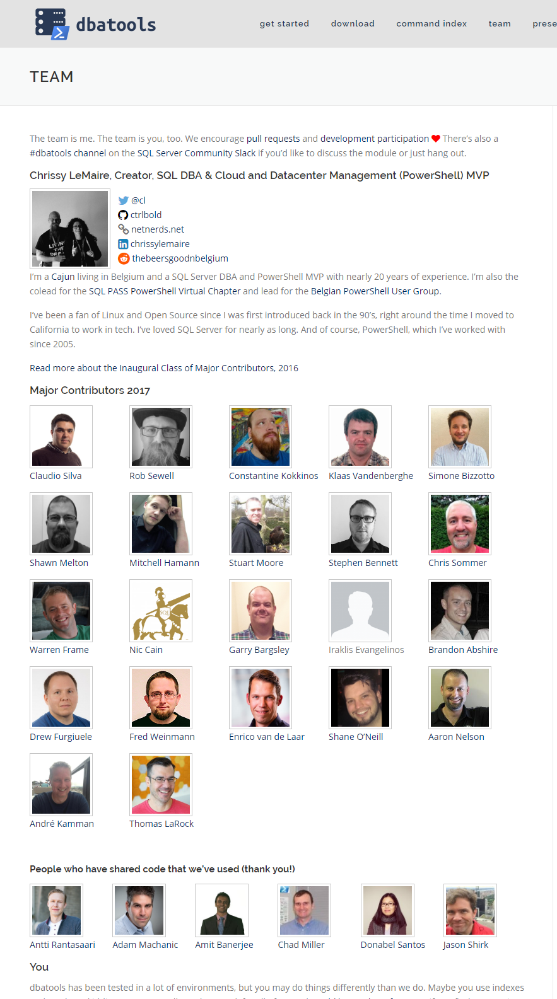 dbatools
get started
download
command index
team
prese
TEAM
The team is me. The team is you, too. We encourage pull requests and development participation There's also a
#dbatools channel on the SQL Server Community Slack if you'd like to discuss the module or just hang out.
Chrissy LeMaire, Creator, SQL DBA & Cloud and Datacenter Management (PowerShell) MVP
LIVING
THE
@cl
ctrlbold
netnerds.net
chrissylemaire
thebeersgoodnbelgium
I'm a Cajun living in Belgium and a SQL Server DBA and PowerShell MVP with nearly 20 years of experience. I'm also the
colead for the SQL PASS PowerShell Virtual Chapter and lead for the Belgian PowerShell User Group.
I've been a fan of Linux and Open Source since I was first introduced back in the 90's, right around the time I moved to
California to work in tech. I've loved SQL Server for nearly as long. And of course, PowerShell, which I've worked with
since 2005.
Read more about the Inaugural Class of Major Contributors, 2016
Major Contributors 2017
Claudio Silva
Rob Sewell
Constantine Kokkinos
Klaas Vandenberghe
Simone Bizzotto
Shawn Melton
Mitchell Hamann
Stuart Moore
Stephen Bennett
Chris Sommer
SQL
Warren Frame
Nic Cain
Garry Bargsley
Iraklis Evangelinos
Brandon Abshire
Drew Furgiuele
Fred Weinmann
Enrico van de Laar
Shane O'Neill
Aaron Nelson
André Kamman
Thomas LaRock
People who have shared code that we've used (thank you!)
Antti Rantasaari
Adam Machanic
Amit Banerjee
Chad Miller
Donabel Santos
Jason Shirk
You
dbatools has been tested in a lot of environments, but you may do things differently than we do. Maybe you use indexes